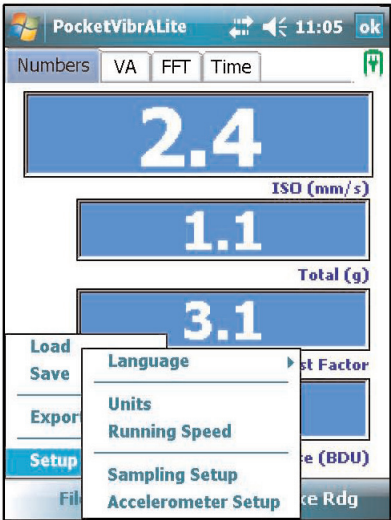 PocketVibrALite 11:05 ok
Numbers VA FFT Time
2.4
ISO (mm/s)
1.1
Total (g)
3.1
st Factor
Load
Save
Export
Setup
Language
Units
Running Speed
Sampling Setup
Accelerometer Setup
e (BDU)
Fil
ke Rdg